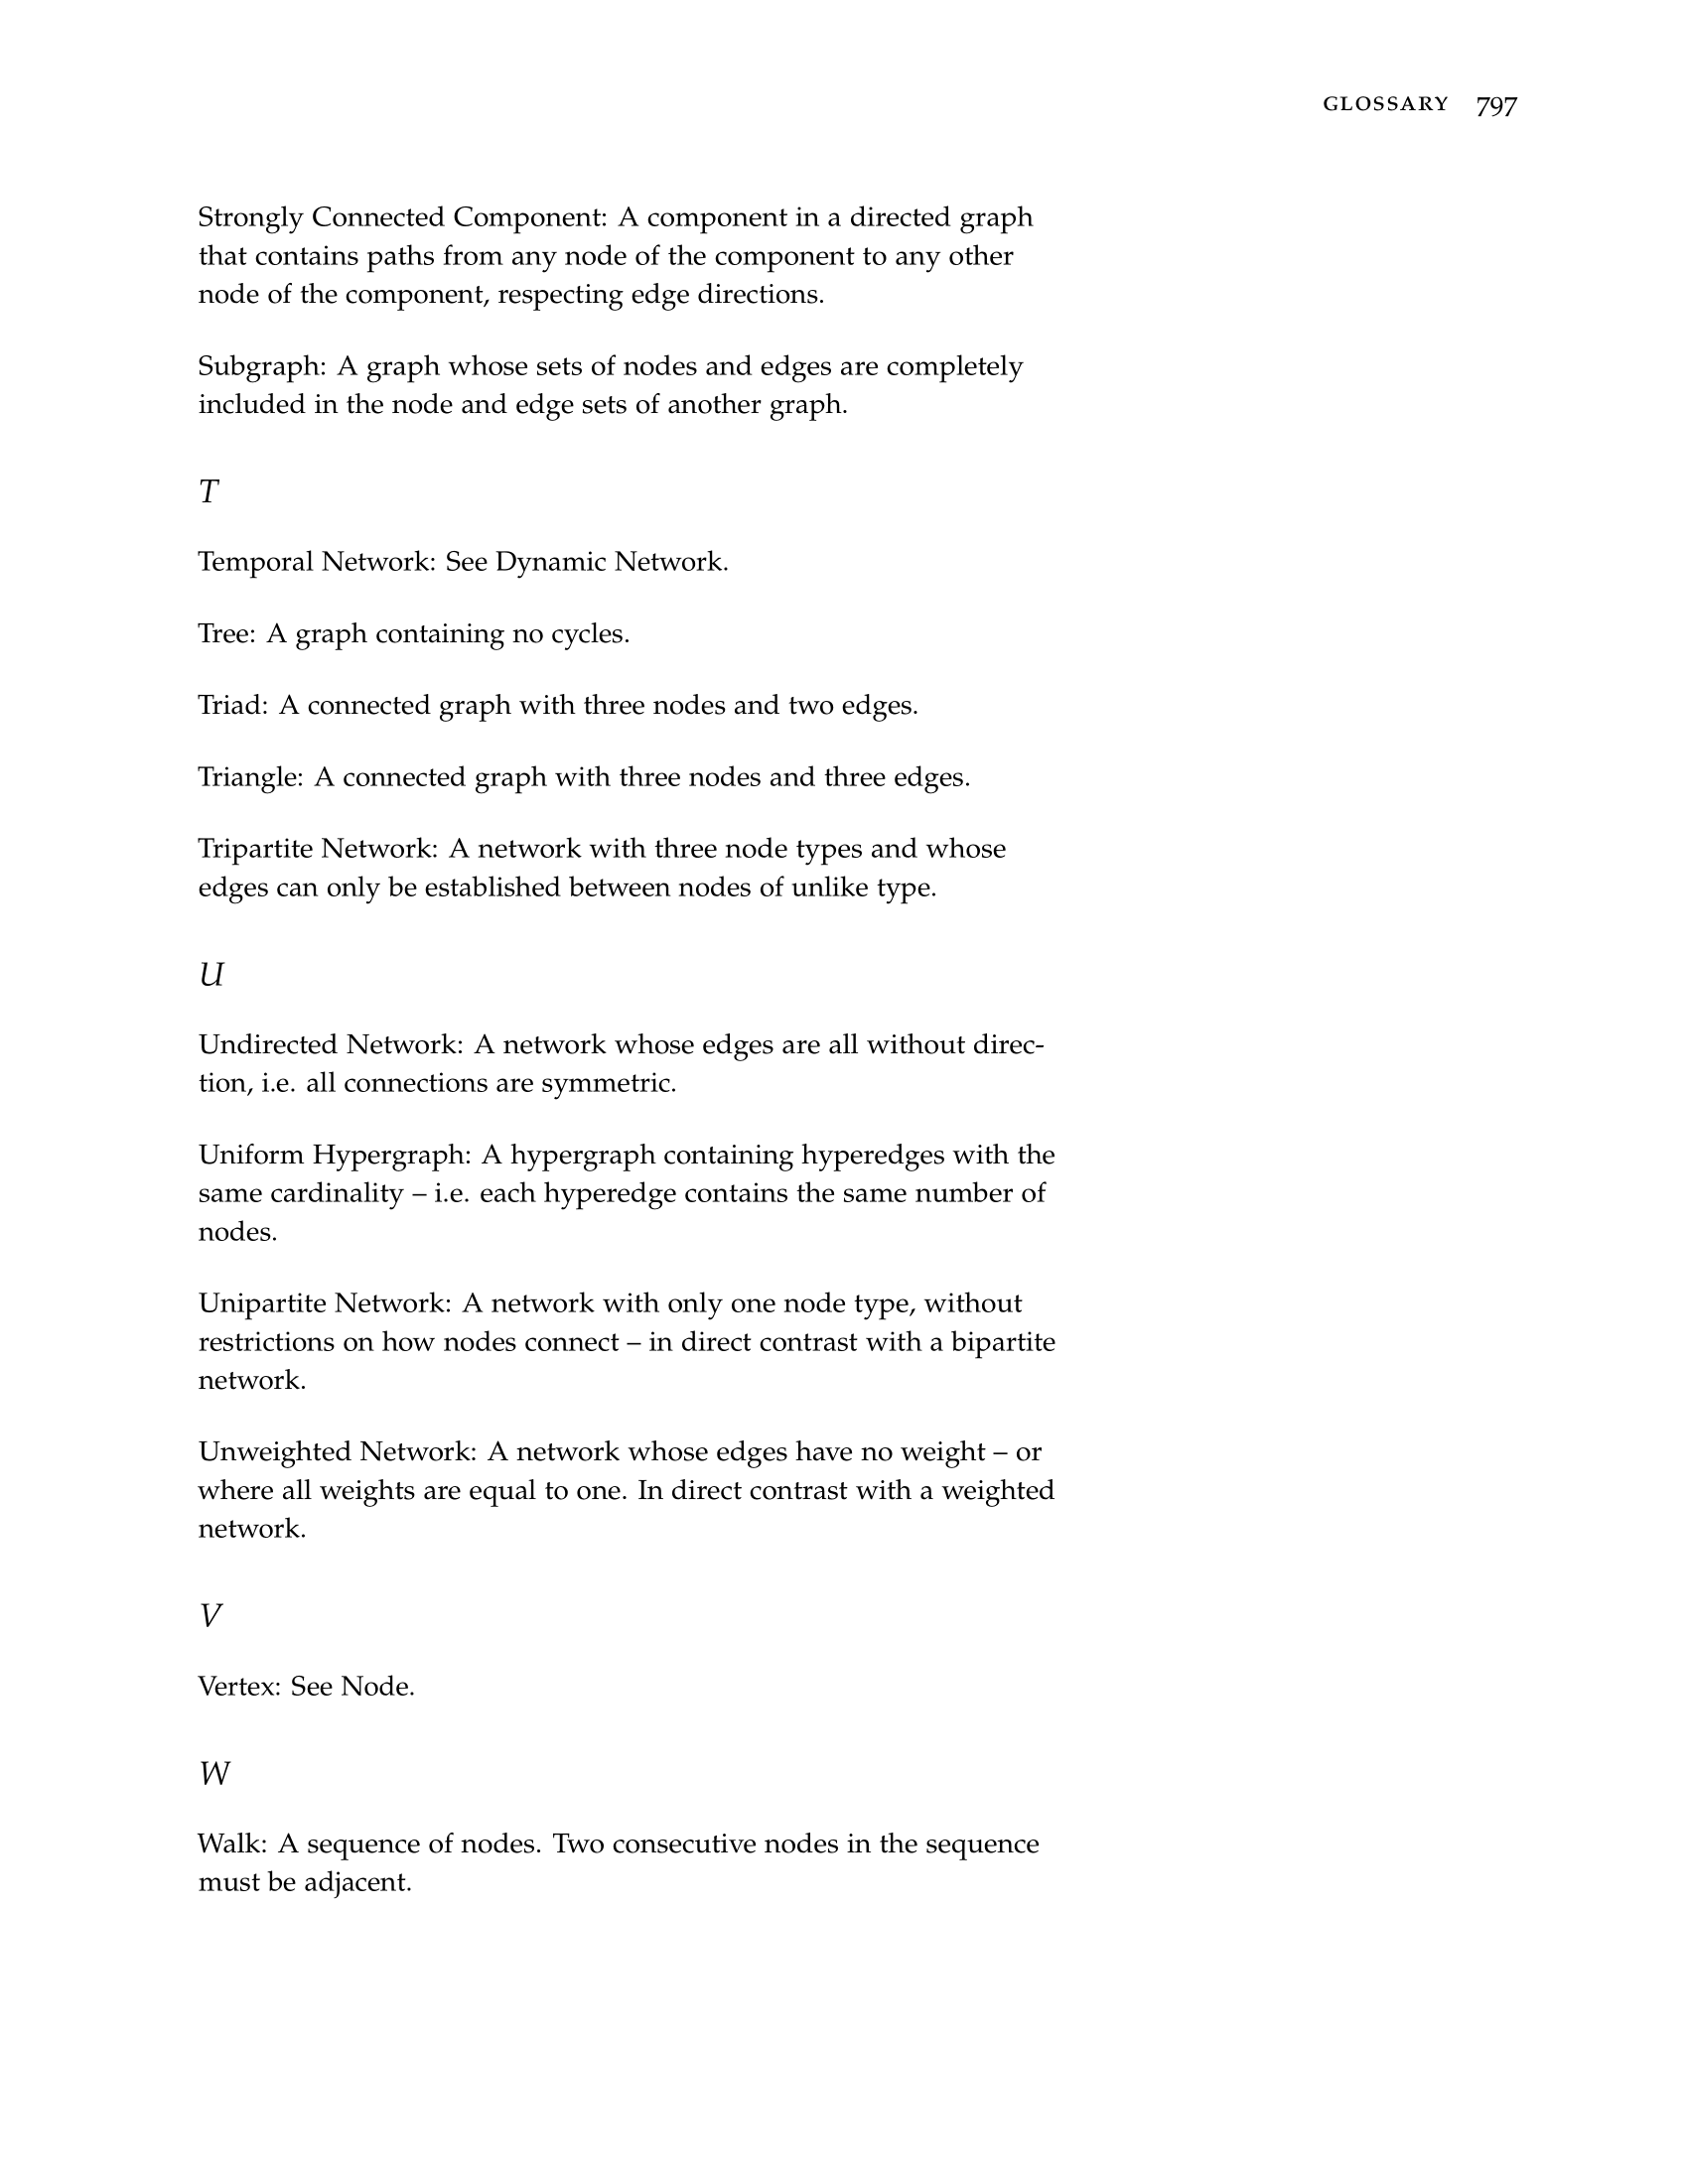 GLOSSARY 797
Strongly Connected Component: A component in a directed graph
that contains paths from any node of the component to any other
node of the component, respecting edge directions.
Subgraph: A graph whose sets of nodes and edges are completely
included in the node and edge sets of another graph.
T
Temporal Network: See Dynamic Network.
Tree: A graph containing no cycles.
Triad: A connected graph with three nodes and two edges.
Triangle: A connected graph with three nodes and three edges.
Tripartite Network: A network with three node types and whose
edges can only be established between nodes of unlike type.
U
Undirected Network: A network whose edges are all without direc-
tion, i.e. all connections are symmetric.
Uniform Hypergraph: A hypergraph containing hyperedges with the
same cardinality – i.e. each hyperedge contains the same number of
nodes.
Unipartite Network: A network with only one node type, without
restrictions on how nodes connect – in direct contrast with a bipartite
network.
Unweighted Network: A network whose edges have no weight – or
where all weights are equal to one. In direct contrast with a weighted
network.
V
Vertex: See Node.
W
Walk: A sequence of nodes. Two consecutive nodes in the sequence
must be adjacent.